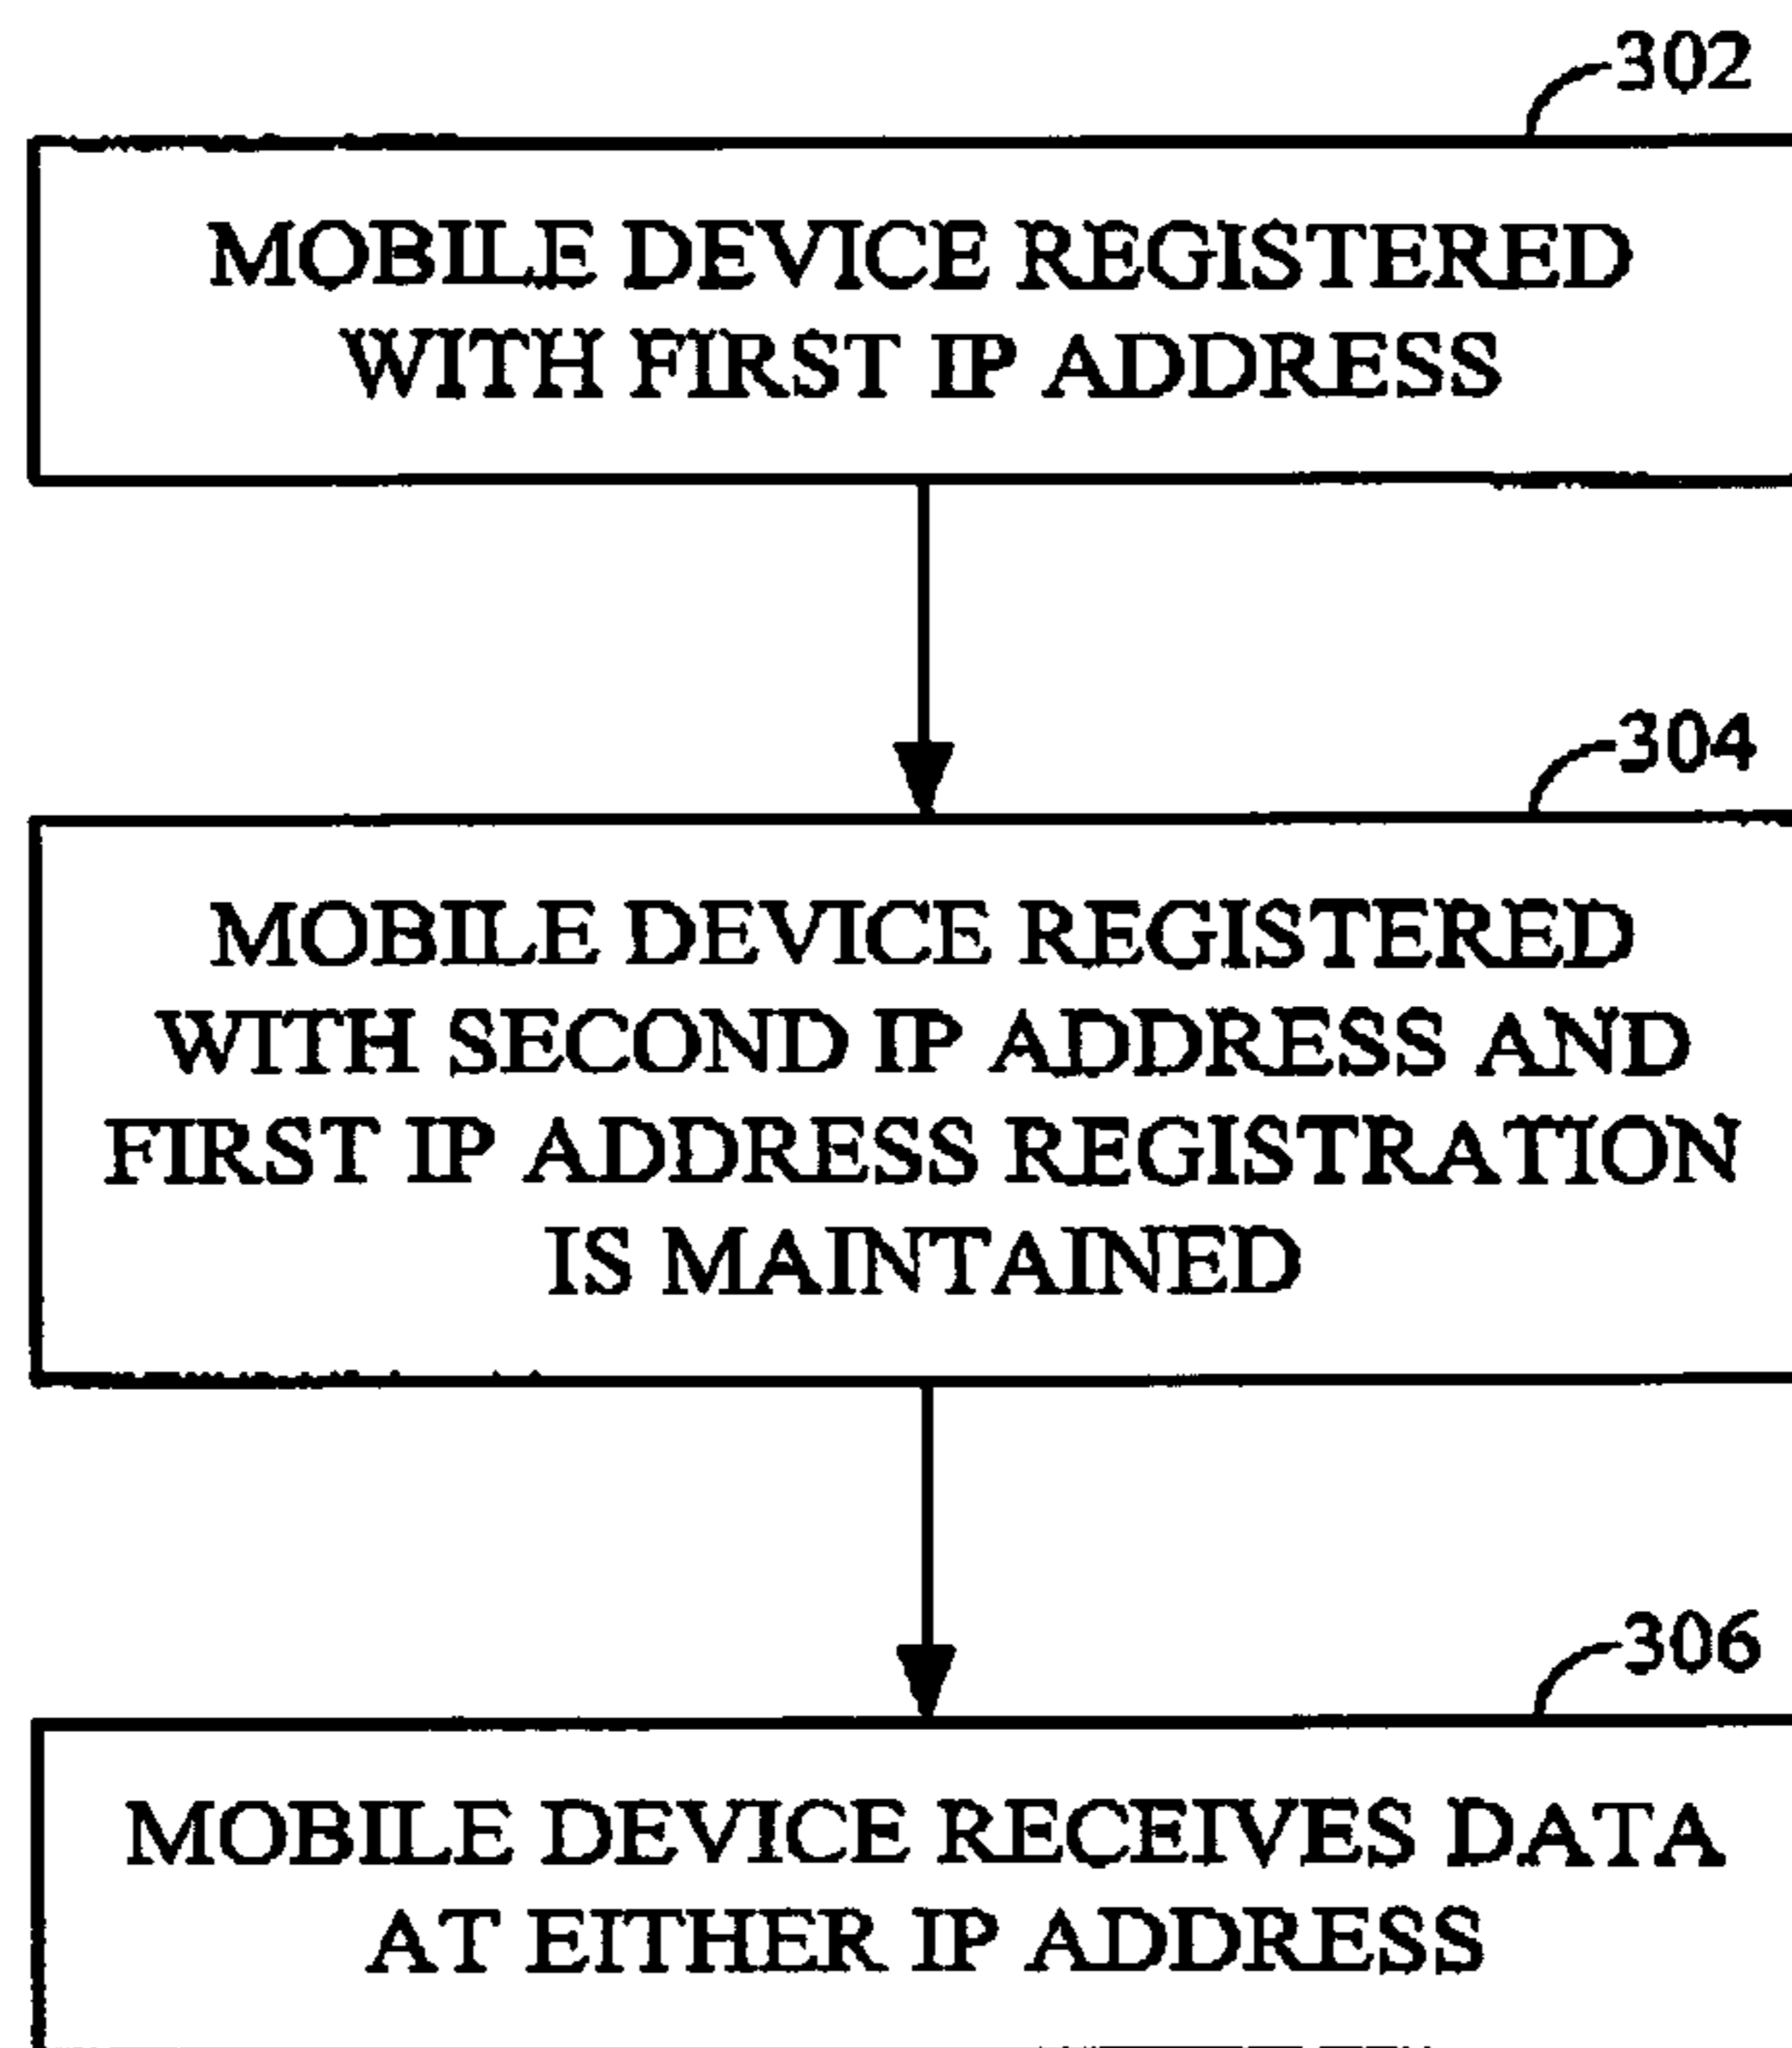 302
MOBILE DEVICE REGISTERED
WITH FIRST IP ADDRESS
304
MOBILE DEVICE REGISTERED
WITH SECOND IP ADDRESS AND
FIRST IP ADDRESS REGISTRATION
IS MAINTAINED
306
MOBILE DEVICE RECEIVES DATA
AT EITHER IP ADDRESS